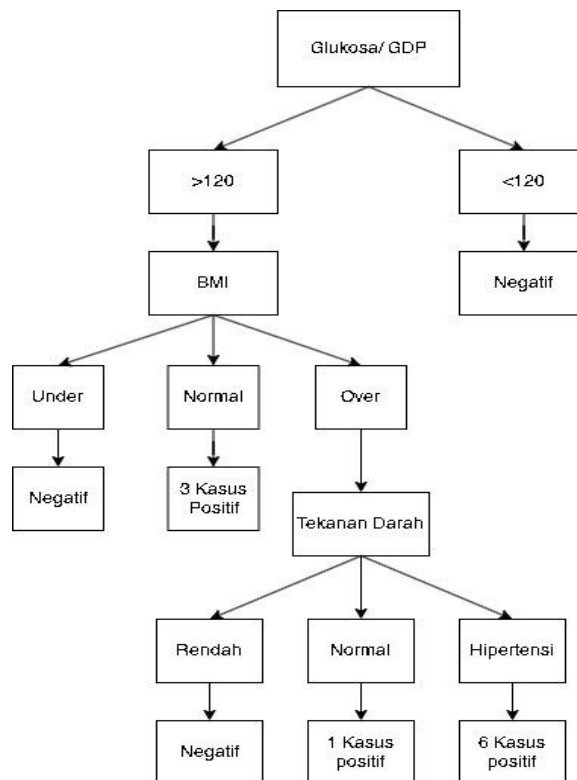 Glukosa/ GDP
>120
<120
BMI
Negatif
Under
Normal
Over
Negatif
3 Kasus
Positif
Tekanan Darah
Rendah
Normal
Hipertensi
Negatif
1 Kasus
positif
6 Kasus
positif